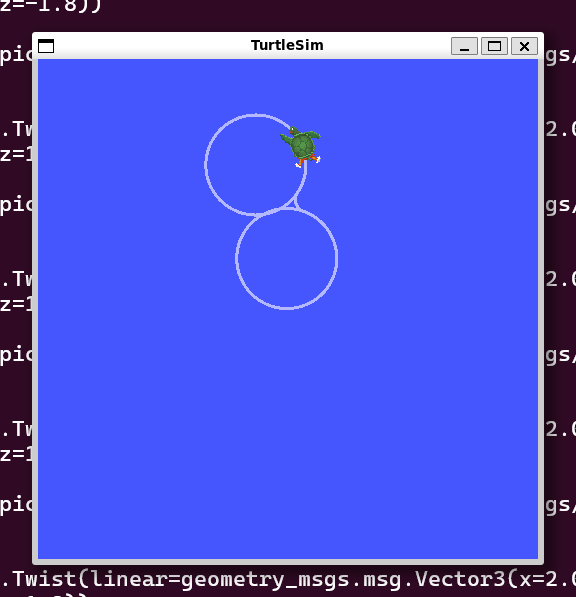 z=-1.8))
TurtleSim
pic gs/
.Tw 2.0
z=1
pic gs/
.Tw 2.0
z=1
pic gs/
.Tw 2.0
z=1
pic gs/
.Twist(linear=geometry_msgs.msg.Vector3(x=2.0